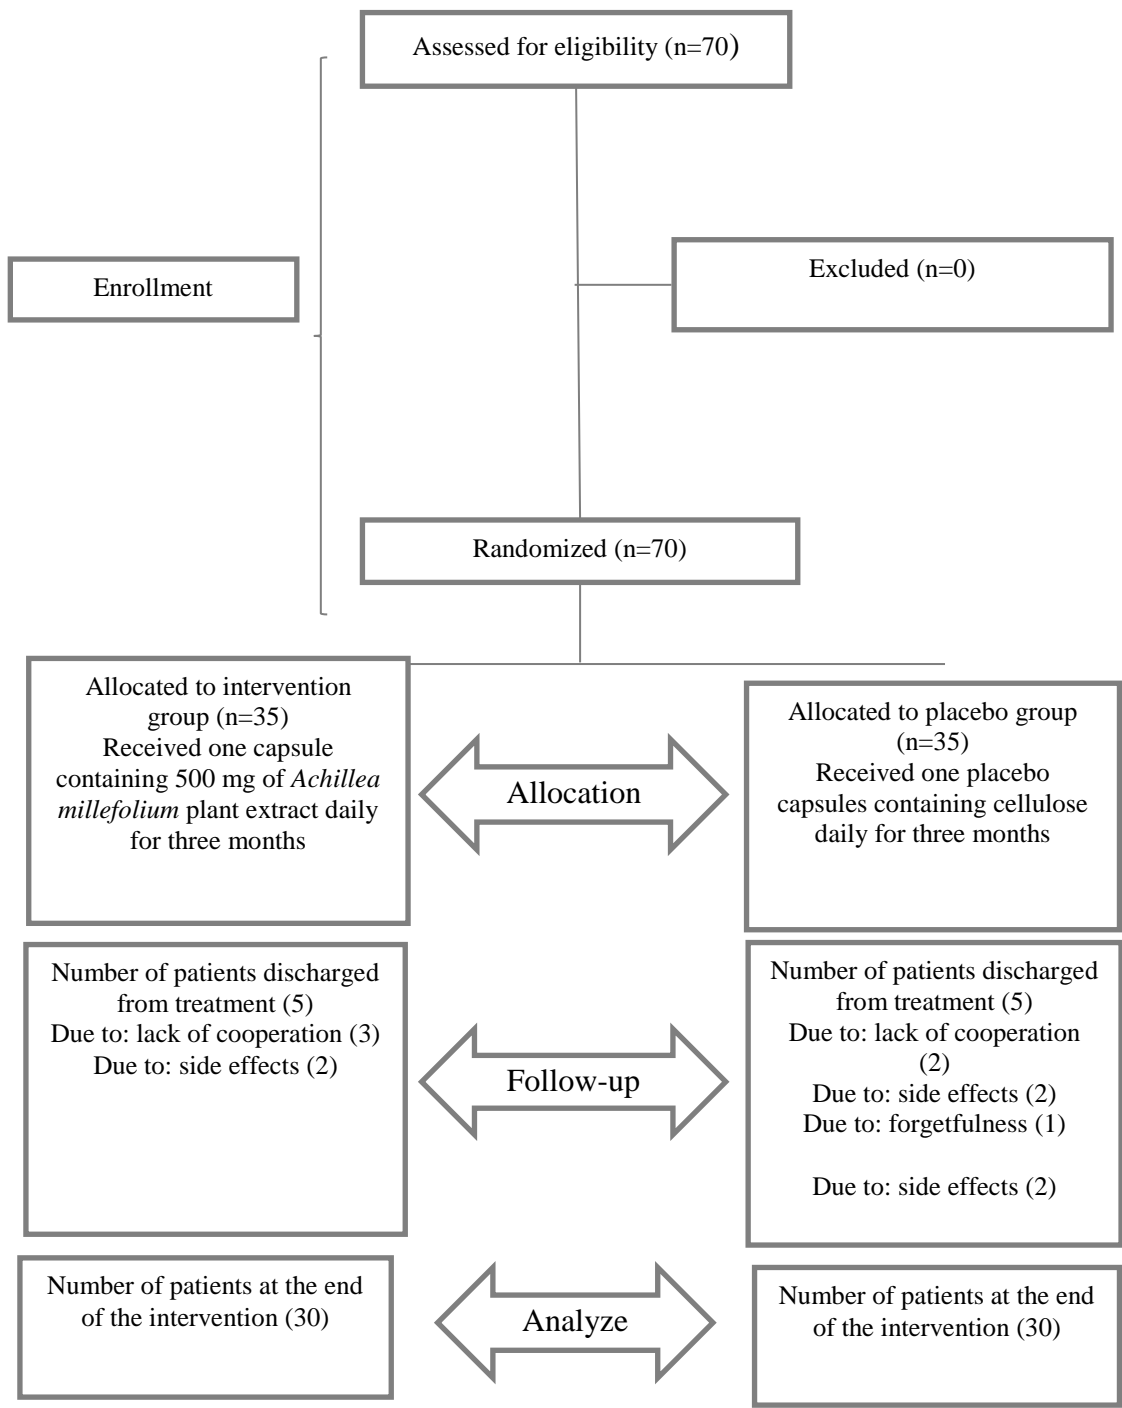 Assessed for eligibility (n=70)
Enrollment
Excluded (n=0)
Randomized (n=70)
Allocated to intervention
group (n=35)
Received one capsule
containing 500 mg of Achillea
millefolium plant extract daily
for three months
Allocation
Allocated to placebo group
(n=35)
Received one placebo
capsules containing cellulose
daily for three months
Number of patients discharged
from treatment (5)
Due to: lack of cooperation (3)
Due to: side effects (2)
Follow-up
Number of patients discharged
from treatment (5)
Due to: lack of cooperation
(2)
Due to: side effects (2)
Due to: forgetfulness (1)
Due to: side effects (2)
Number of patients at the end
of the intervention (30)
Analyze
Number of patients at the end
of the intervention (30)